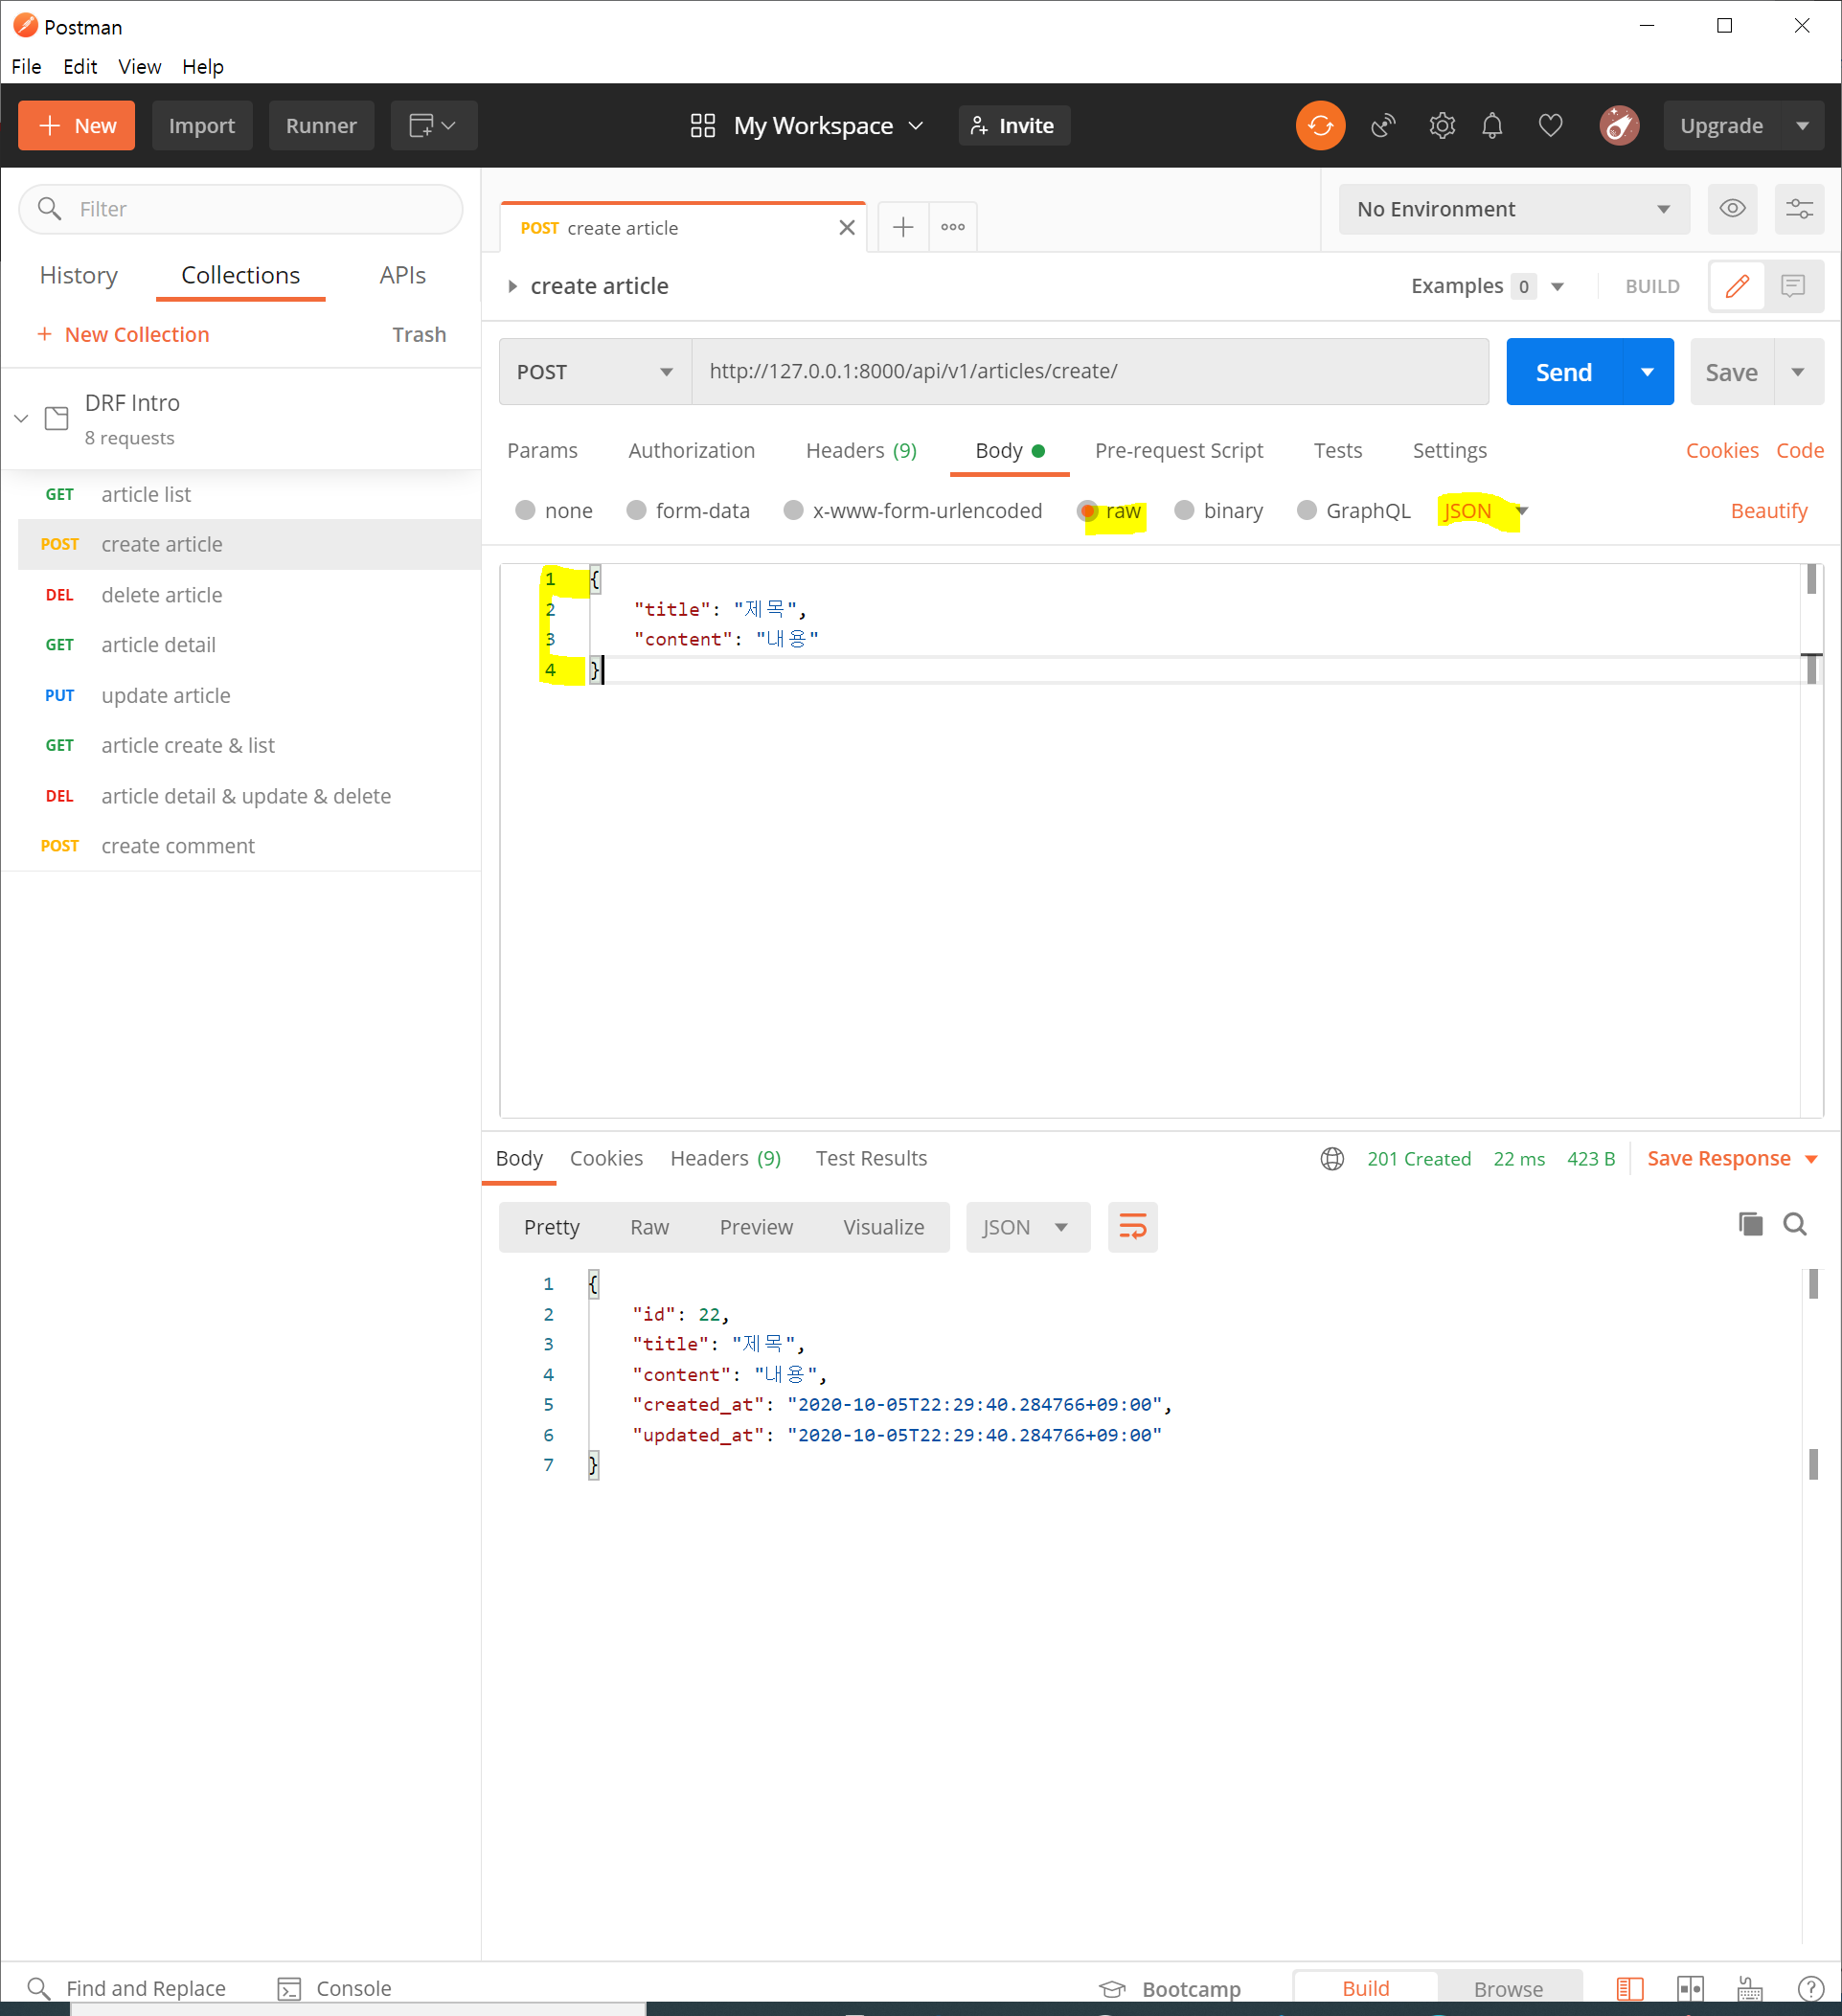 Postman
File Edit View Help
New Import Runner My Workspace Invite Upgrade
Filter
History Collections APIs
+ New Collection Trash
DRF Intro
8 requests
GET article list
POST create article
DEL delete article
GET article detail
PUT update article
GET article create & list
DEL article detail & update & delete
POST create comment
POST create article
No Environment
create article Examples 0 BUILD
POST http://127.0.0.1:8000/api/v1/articles/create/ Send Save
Params Authorization Headers (9) Body Pre-request Script Tests Settings Cookies Code
none form-data x-www-form-urlencoded raw binary GraphQL JSON Beautify
1 {
2 "title": "제목",
3 "content": "내용"
4 }
Body Cookies Headers (9) Test Results 201 Created 22 ms 423 B Save Response
Pretty Raw Preview Visualize JSON
1 {
2 "id": 22,
3 "title": "제목",
4 "content": "내용",
5 "created_at": "2020-10-05T22:29:40.284766+09:00",
6 "updated_at": "2020-10-05T22:29:40.284766+09:00"
7 }
Find and Replace Console Bootcamp Build Browse